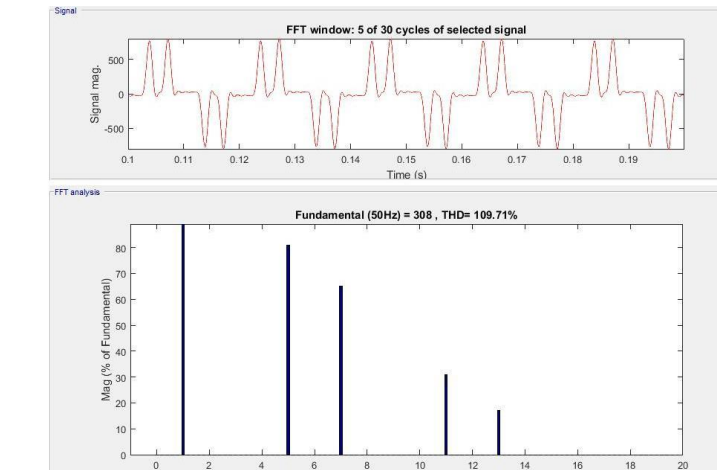 Signal
FFT window: 5 of 30 cycles of selected signal
Signal mag.
500
0
-500
0.1 0.11 0.12 0.13 0.14 0.15 0.16 0.17 0.18 0.19
Time (s)
FFT analysis
Fundamental (50Hz) = 308 , THD= 109.71%
Mag (% of Fundamental)
80
70
60
50
40
30
20
10
0
0 2 4 6 8 10 12 14 16 18 20